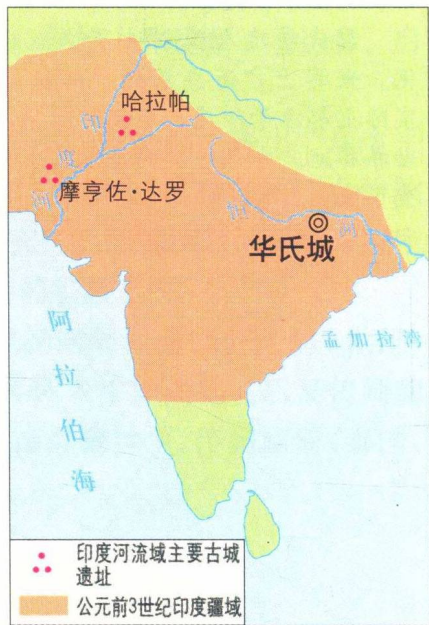 哈拉帕
印度河
摩亨佐·达罗
恒河
华氏城
孟加拉湾
阿拉伯海
印度河流域主要古城
遗址
公元前3世纪印度疆域